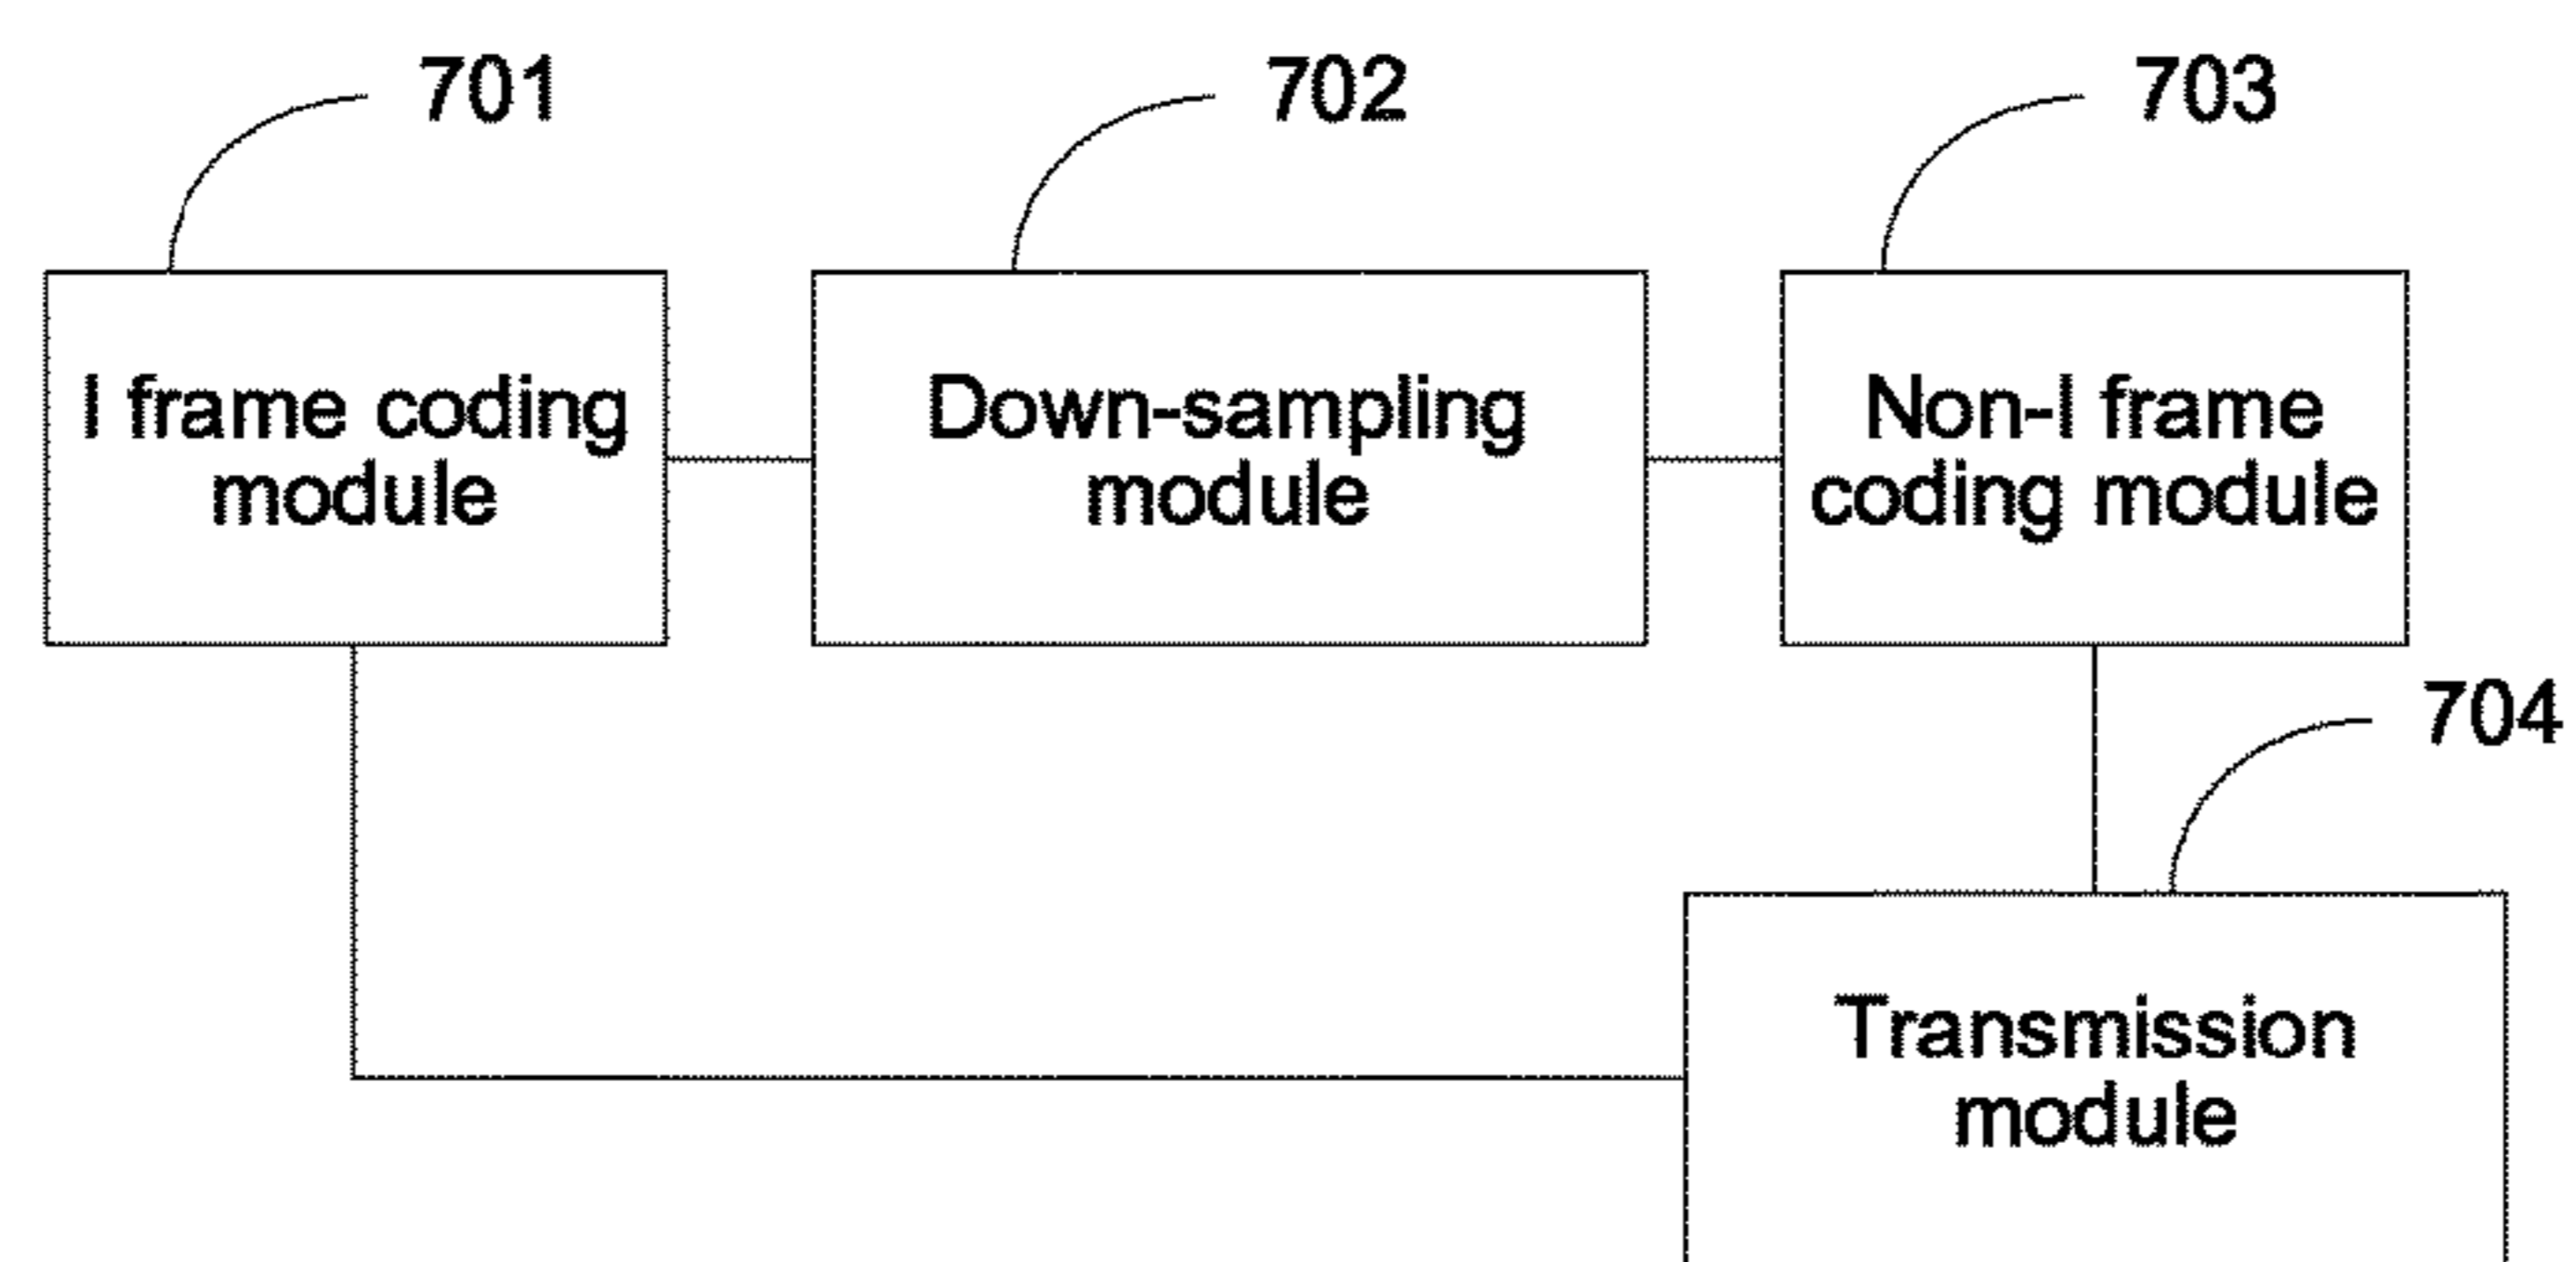 701
702
703
I frame coding
module
Down-sampling
module
Non-I frame
coding module
704
Transmission
module